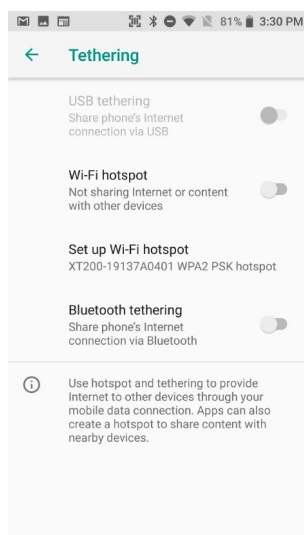 81% 3:30 PM
Tethering
USB tethering
Share phone's Internet
connection via USB
Wi-Fi hotspot
Not sharing Internet or content
with other devices
Set up Wi-Fi hotspot
XT200-19137A0401 WPA2 PSK hotspot
Bluetooth tethering
Share phone's Internet
connection via Bluetooth
Use hotspot and tethering to provide
Internet to other devices through your
mobile data connection. Apps can also
create a hotspot to share content with
nearby devices.